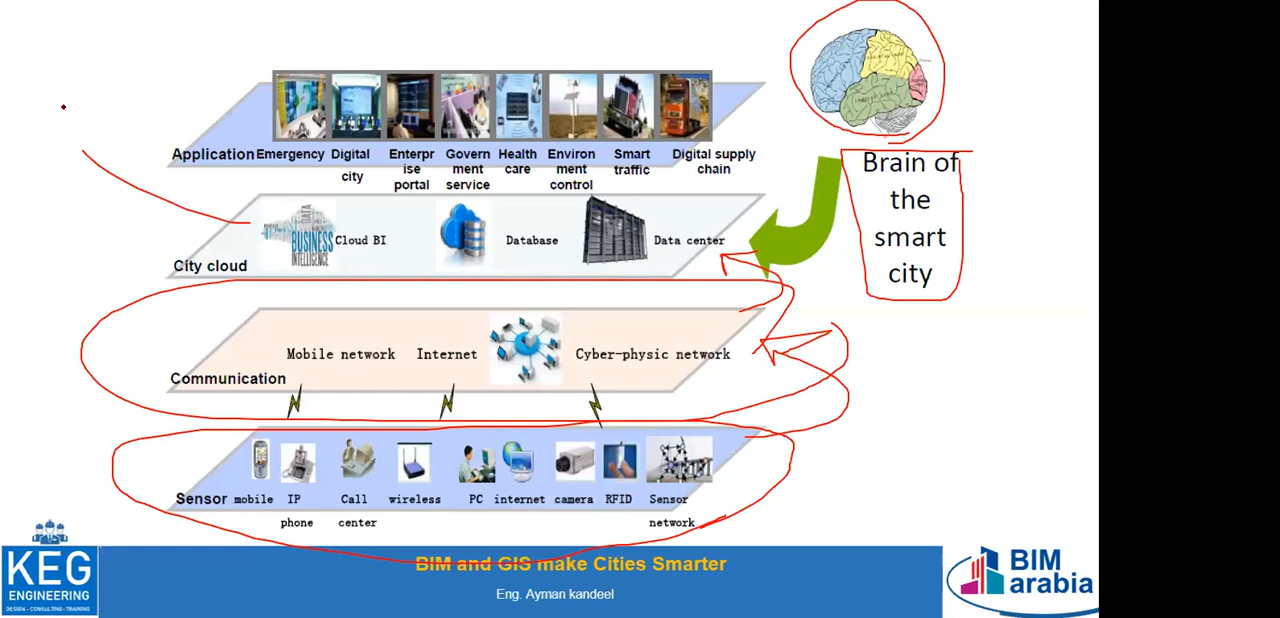 Application
Emergency
Digital
city
Enterpr
ise
portal
Govern
ment
service
Health
care
Environ
ment
control
Smart
traffic
Digital supply
chain
Brain of
the
smart
city
DATA
BUSINESS
INTELLIGENCE
Cloud BI
Database
Data center
City cloud
Mobile network
Internet
Cyber-physic network
Communication
Sensor
mobile
IP
phone
Call
center
wireless
PC
internet
camera
RFID
Sensor
network
KEG
ENGINEERING
DESIGN - CONSULTING - TRAINING
BIM and GIS make Cities Smarter
Eng. Ayman kandeel
BIM
arabia